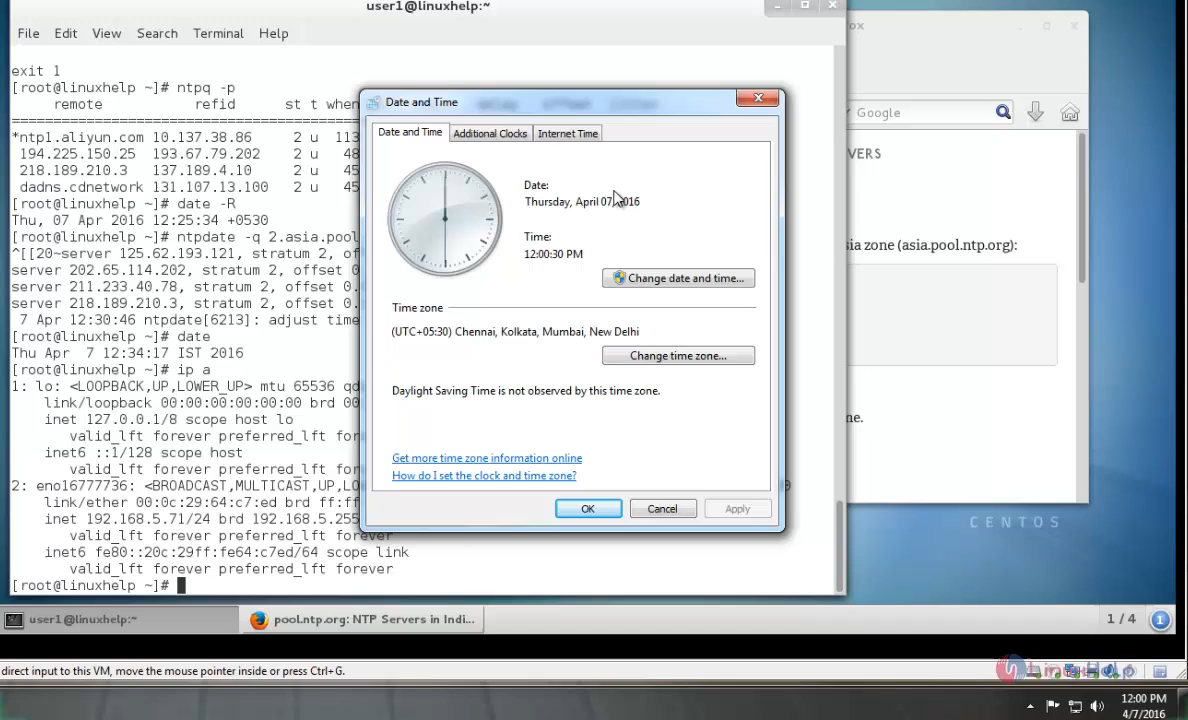 user1@linuxhelp:~
File Edit View Search Terminal Help
exit 1
[root@linuxhelp ~]# ntpq -p
remote refid st t when
*ntp1.aliyun.com 10.137.38.86 2 u 113
194.225.150.25 193.67.79.202 2 u 48
218.189.210.3 137.189.4.10 2 u 45
dadns.cdnetwork 131.107.13.100 2 u 45
[root@linuxhelp ~]# date -R
Thu, 07 Apr 2016 12:25:34 +0530
[root@linuxhelp ~]# ntpdate -q 2.asia.pool
^[[20~server 125.62.193.121, stratum 2, of
server 202.65.114.202, stratum 2, offset 0
server 211.233.40.78, stratum 2, offset 0.
server 218.189.210.3, stratum 2, offset 0.
7 Apr 12:30:46 ntpdate[6213]: adjust time
[root@linuxhelp ~]# date
Thu Apr 7 12:34:17 IST 2016
[root@linuxhelp ~]# ip a
1: lo: <LOOPBACK,UP,LOWER_UP> mtu 65536 qd
link/loopback 00:00:00:00:00:00 brd 00
inet 127.0.0.1/8 scope host lo
valid_lft forever preferred_lft for
inet6 ::1/128 scope host
valid_lft forever preferred_lft for
2: eno16777736: <BROADCAST,MULTICAST,UP,LO
link/ether 00:0c:29:64:c7:ed brd ff:ff
inet 192.168.5.71/24 brd 192.168.5.255
valid_lft forever preferred_lft forever
inet6 fe80::20c:29ff:fe64:c7ed/64 scope link
valid_lft forever preferred_lft forever
[root@linuxhelp ~]#
Date and Time
Date and Time Additional Clocks Internet Time
Date:
Thursday, April 07, 2016
Time:
12:00:30 PM
Change date and time...
Time zone
(UTC+05:30) Chennai, Kolkata, Mumbai, New Delhi
Change time zone...
Daylight Saving Time is not observed by this time zone.
Get more time zone information online
How do I set the clock and time zone?
OK Cancel Apply
ox
Google
VERS
sia zone (asia.pool.ntp.org):
ne.
CENTOS
user1@linuxhelp:~
pool.ntp.org: NTP Servers in Indi...
1 / 4
1
direct input to this VM, move the mouse pointer inside or press Ctrl+G.
LinuxHelp
12:00 PM
4/7/2016